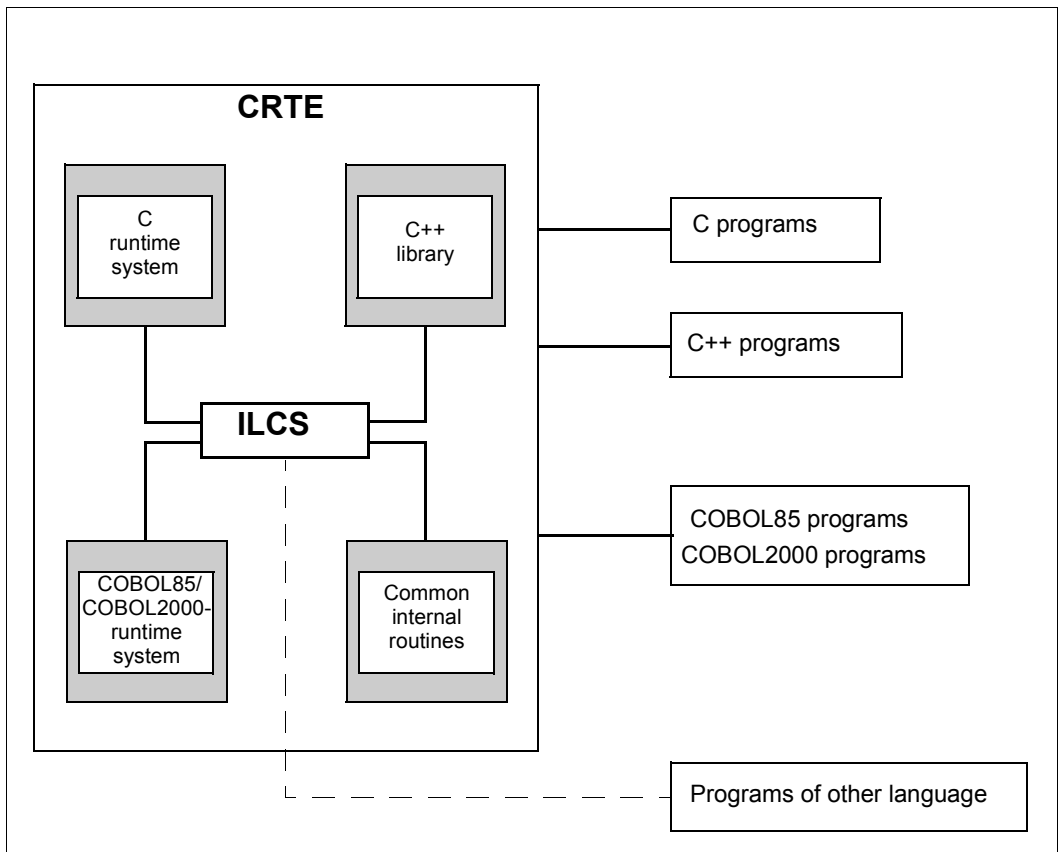 CRTE
C
runtime
system
C++
library
C programs
C++ programs
ILCS
COBOL85 programs
COBOL2000 programs
COBOL85/
COBOL2000-
runtime
system
Common
internal
routines
Programs of other language